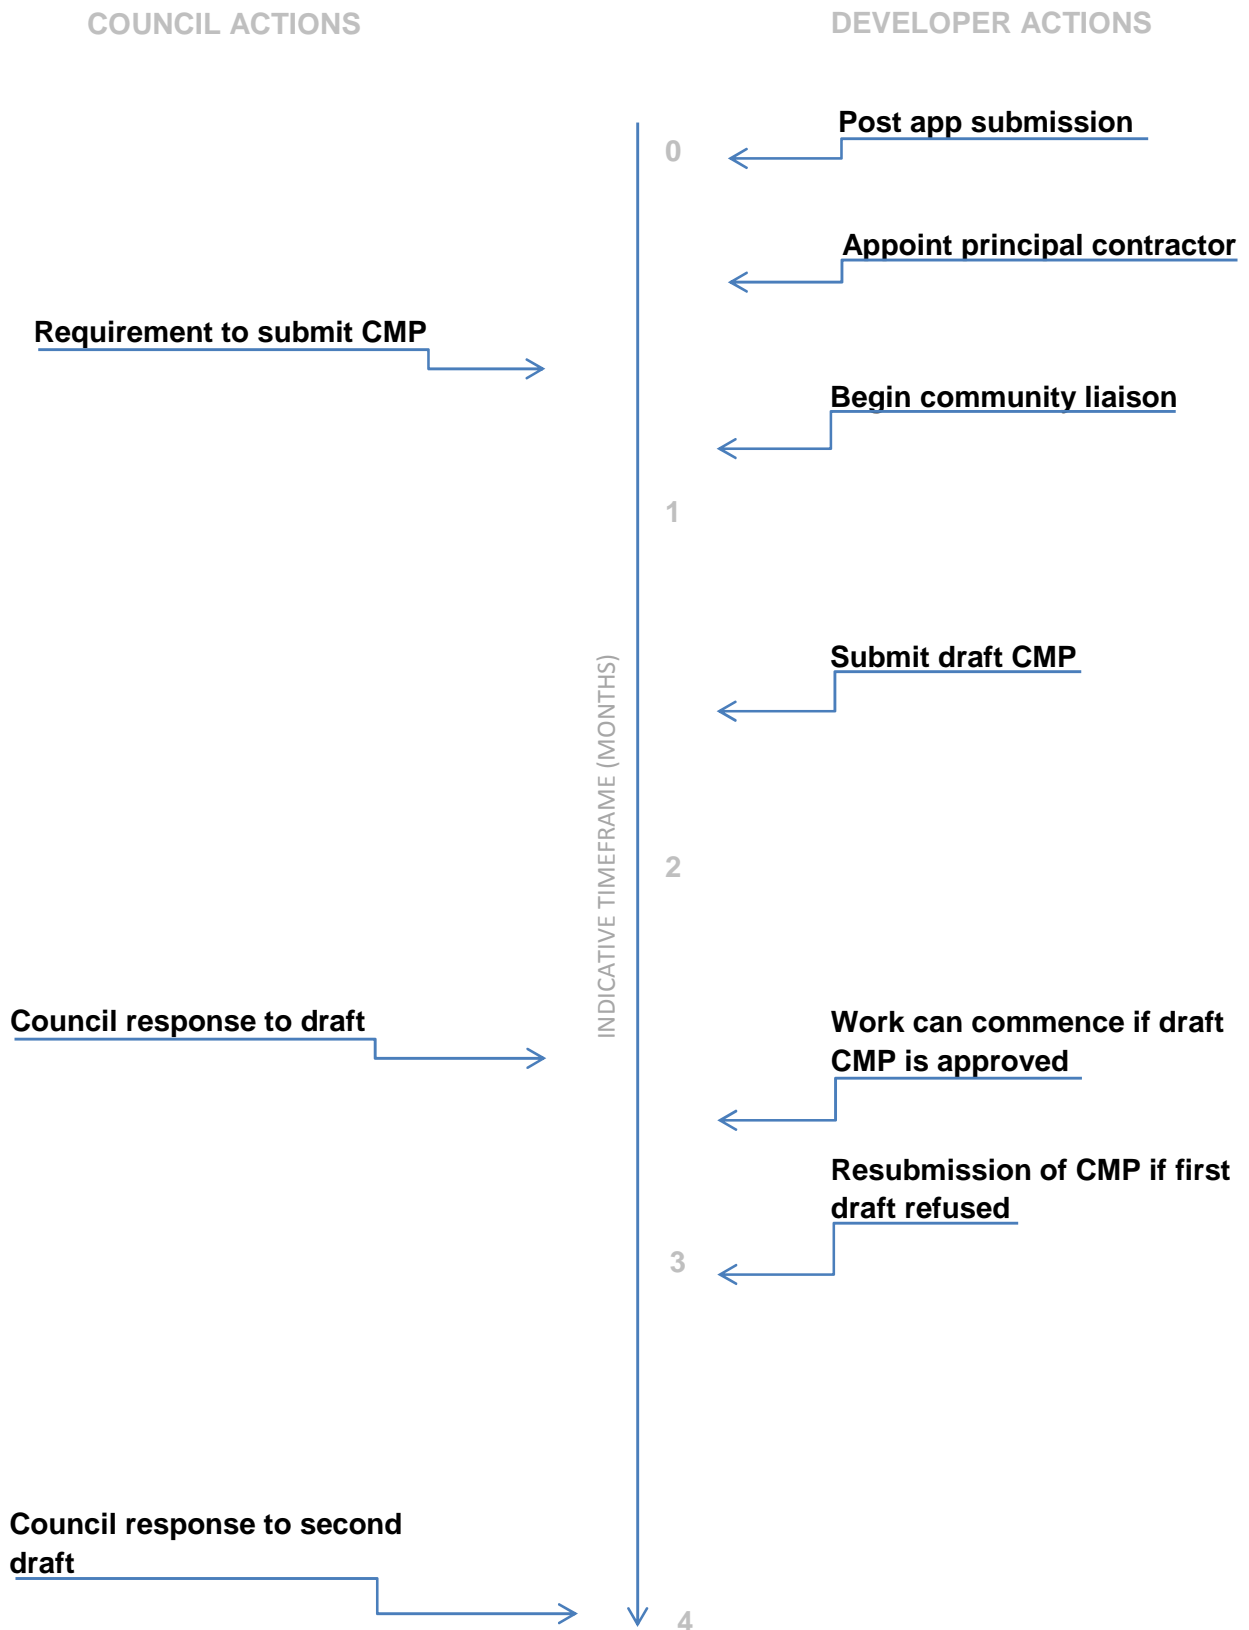 COUNCIL ACTIONS
DEVELOPER ACTIONS
Post app submission
0
Appoint principal contractor
Requirement to submit CMP
Begin community liaison
1
Submit draft CMP
INDICATIVE TIMEFRAME (MONTHS)
2
Council response to draft
Work can commence if draft
CMP is approved
Resubmission of CMP if first
draft refused
3
Council response to second
draft
4